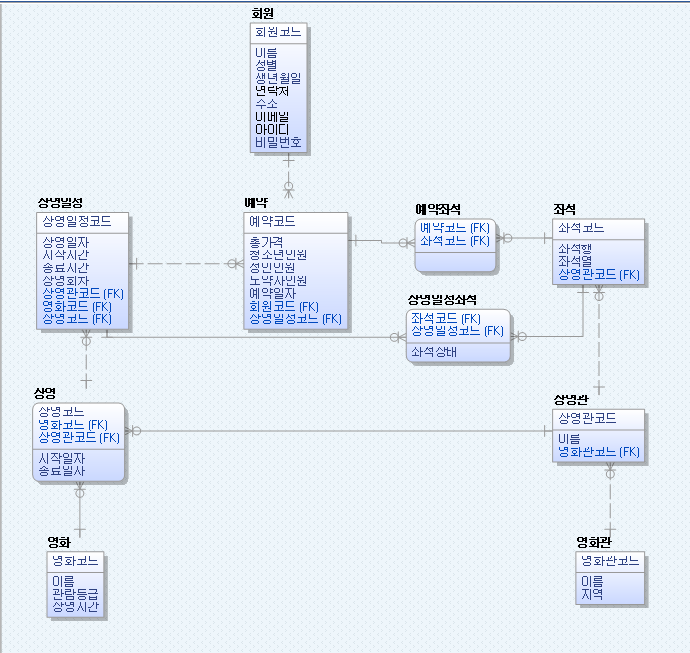 회원
회원코드
이름
성별
생년월일
연락처
주소
이메일
아이디
비밀번호
상영일정
상영일정코드
상영일자
시작시간
종료시간
상영회차
상영관코드 (FK)
영화코드 (FK)
상영코드 (FK)
예약
예약코드
총가격
청소년인원
성인인원
노약자인원
예약일자
회원코드 (FK)
상영일정코드 (FK)
예약좌석
예약코드 (FK)
좌석코드 (FK)
좌석
좌석코드
좌석행
좌석열
상영관코드 (FK)
상영일정좌석
좌석코드 (FK)
상영일정코드 (FK)
좌석상태
상영
상영코드
영화코드 (FK)
상영관코드 (FK)
시작일자
종료일자
상영관
상영관코드
이름
영화관코드 (FK)
영화
영화코드
이름
관람등급
상영시간
영화관
영화관코드
이름
지역